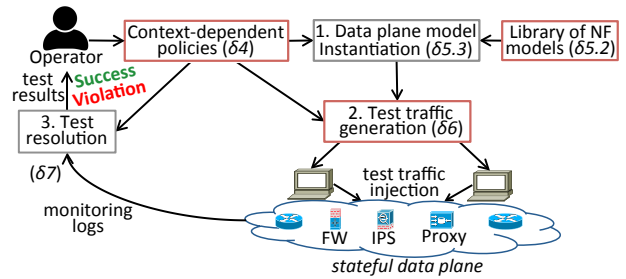 Operator
Context-dependent
policies (δ4)
1. Data plane model
Instantiation (δ5.3)
Library of NF
models (δ5.2)
test
results
Success
Violation
3. Test
resolution
(δ7)
2. Test traffic
generation (δ6)
test traffic
injection
monitoring
logs
FW
IPS
Proxy
stateful data plane